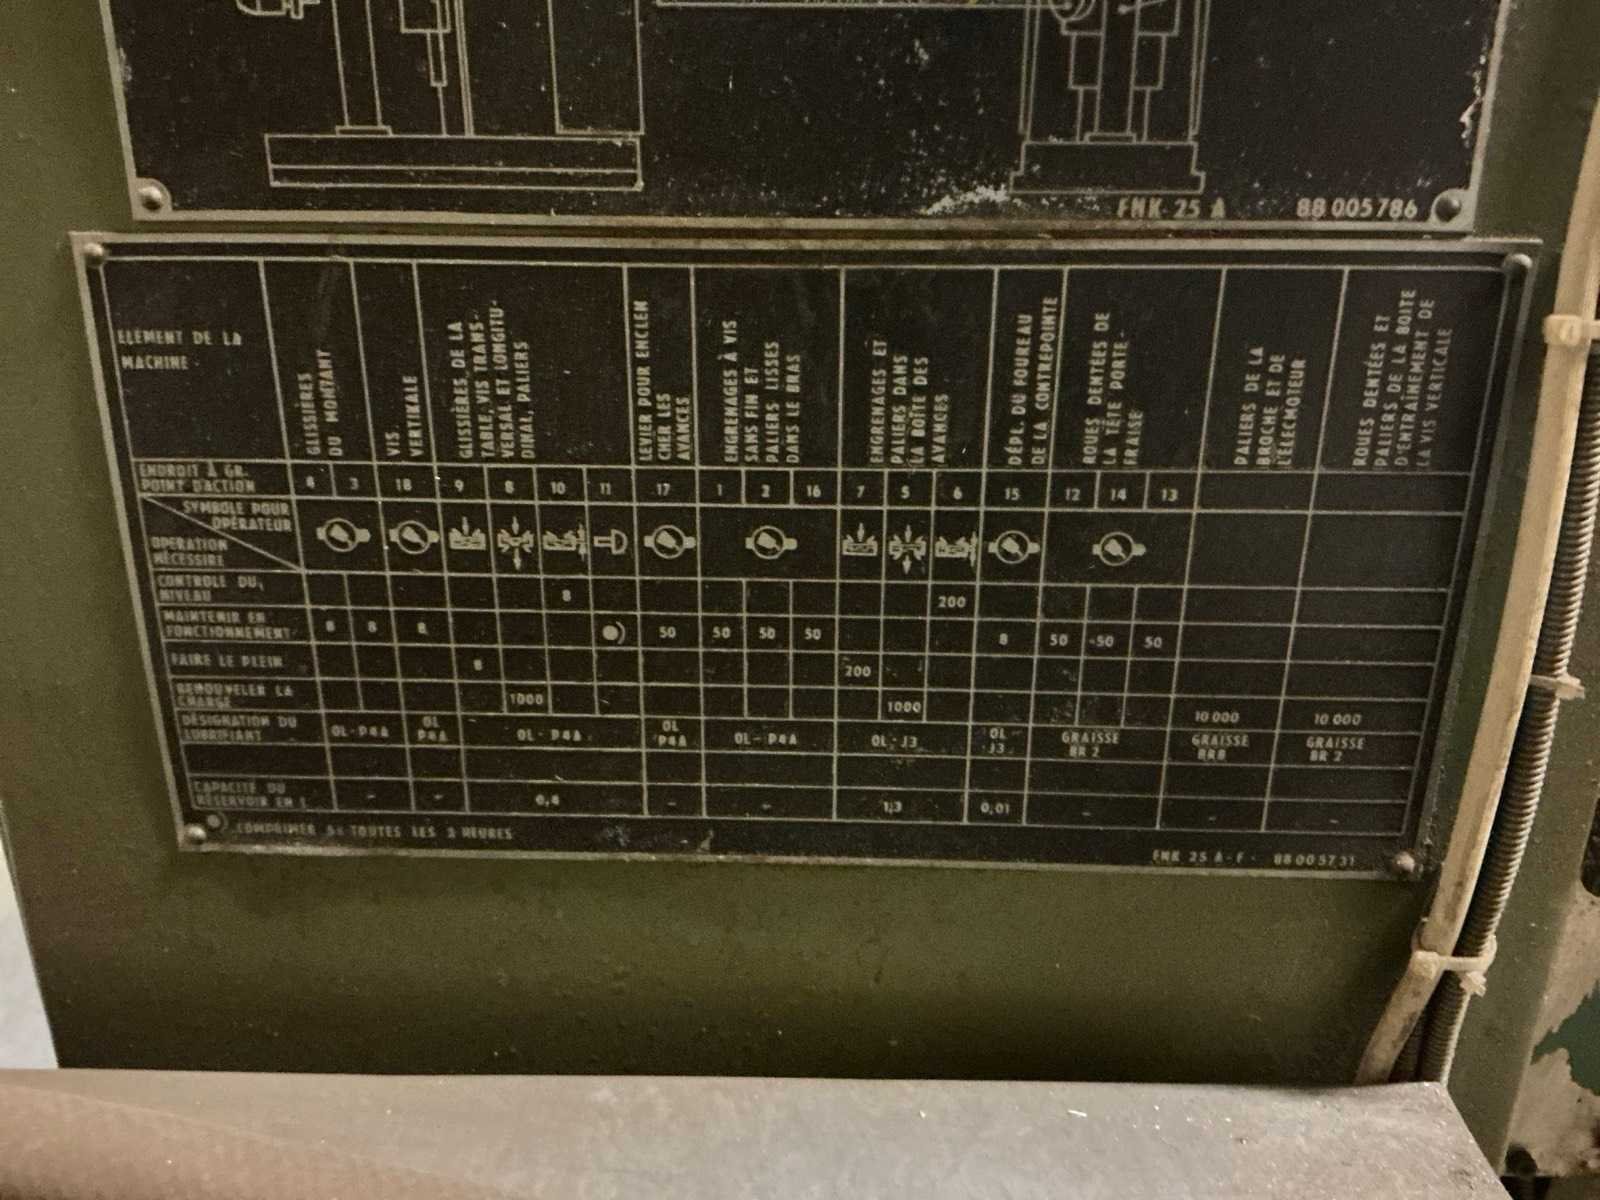 FNK 25 A 88 005786
ELEMENT DE LA
MACHINE
GLISSIÈRES
DU MONTANT
VIS
VERTIKALE
GLISSIÈRES DE LA
TABLE, VIS TRANS-
VERSAL ET LONGITU-
DINAL, PALIERS
LEVIER POUR ENCLEN
CHER LES
AVANCES
ENGRENAGES À VIS
SANS FIN ET
PALIERS LISSES
DANS LE BRAS
ENGRENAGES ET
PALIERS DANS
LA BOÎTE DES
AVANCES
DÉPL. DU FOUREAU
DE LA CONTREPOINTE
ROUES DENTÉES DE
LA TÊTE PORTE-
FRAISE
PALIERS DE LA
BROCHE ET DE
L'ÉLECMOTEUR
ROUES DENTÉES ET
PALIERS DE LA BOITE
D'ENTRAÎNEMENT DE
LA VIS VERTICALE
ENDROIT À GR.
POINT D'ACTION 4 3 18 9 8 10 11 17 1 2 16 7 5 6 15 12 14 13
SYMBOLE POUR
OPÉRATEUR
OPERATION
NÉCESSIRE
CONTROLE DU
NIVEAU 8 200
MAINTENIR EN
FONCTIONNEMENT 8 8 8 50 50 50 50 8 50 50 50
FAIRE LE PLEIN 8 200
RENOUVELER LA
CHARGE 1000 1000 10 000 10 000
DÉSIGNATION DU
LUBRIFIANT OL-P4A OL P4A OL-P4A OL P4A OL-P4A OL-J3 OL J3 GRAISSE BR 2 GRAISSE GRAISSE BR 2
CAPACITÉ DU
RÉSERVOIR EN l - - 0,4 - - 1,3 0,01 - - -
COMPRIMER 5x TOUTES LES 2 HEURES
FNK 25 A-F · 88 005731